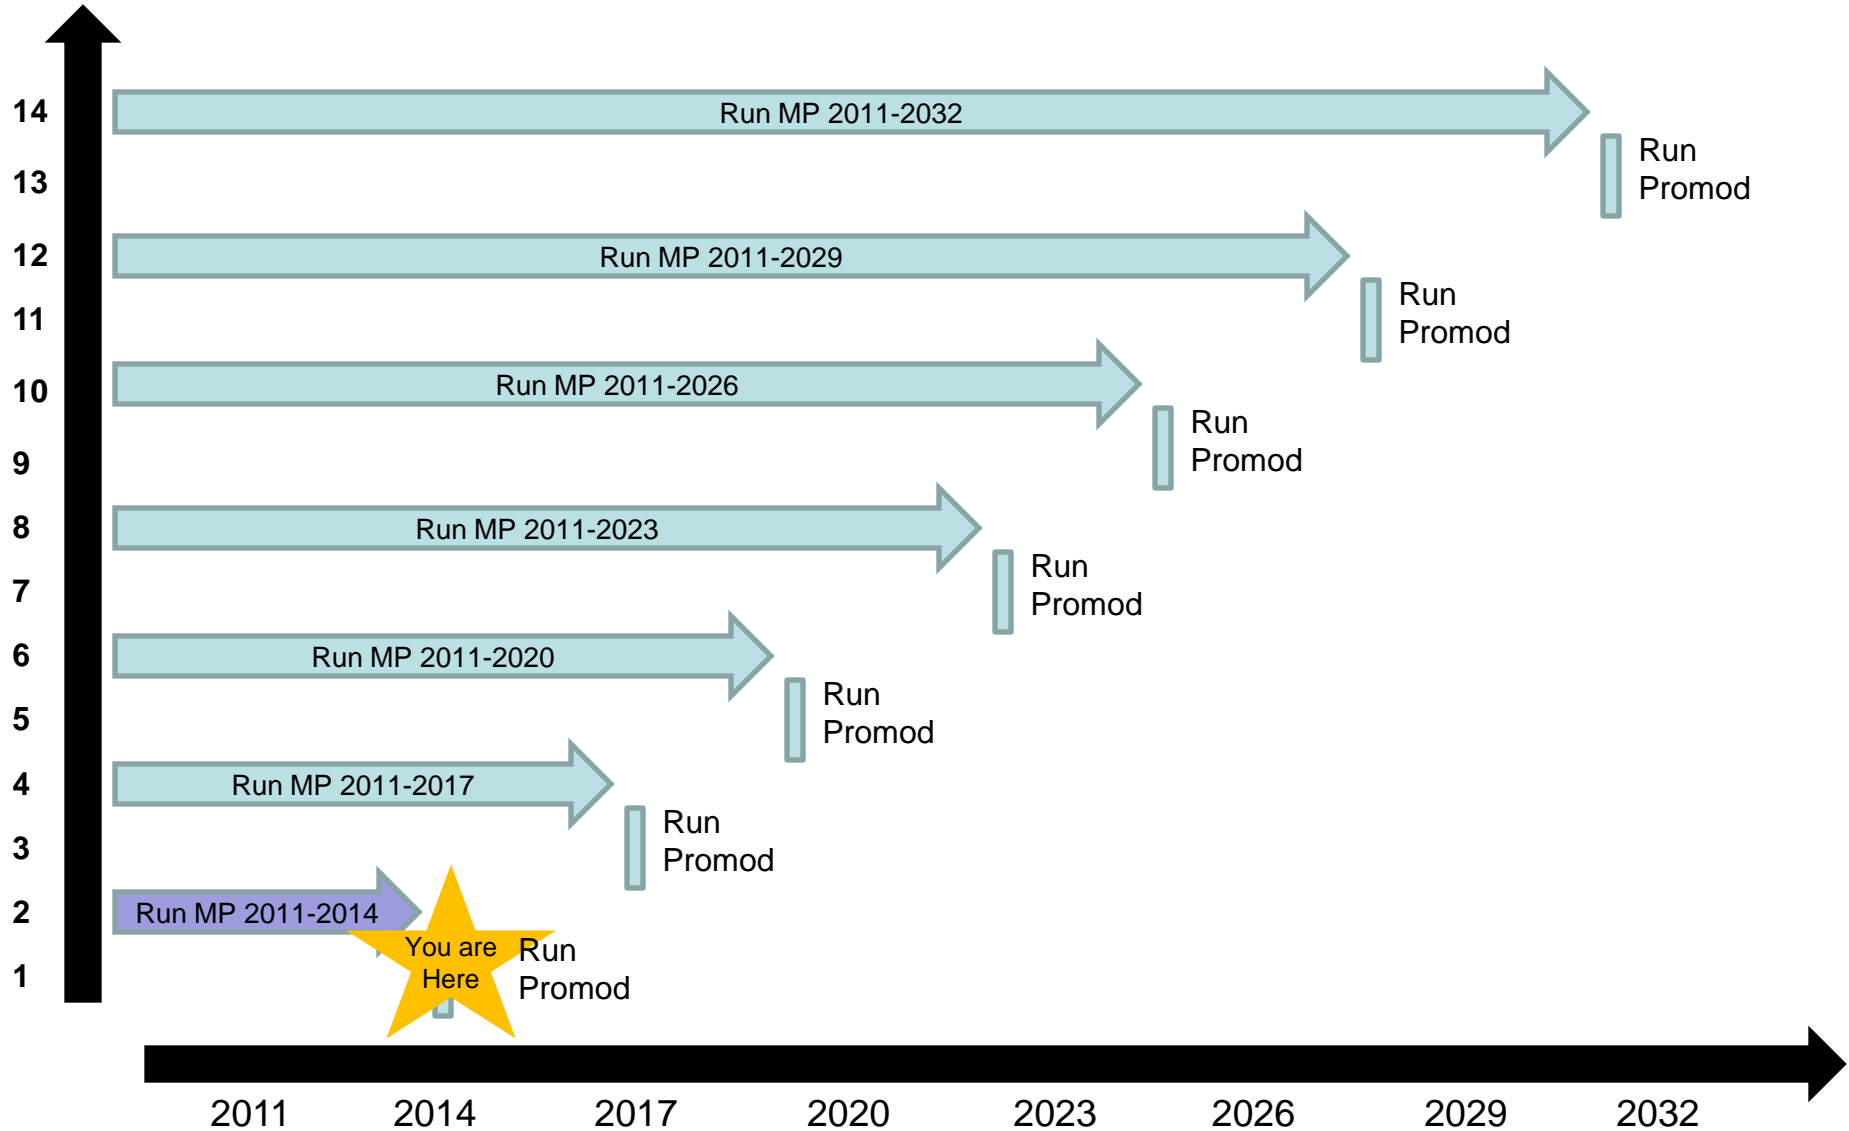 14
Run MP 2011-2032
Run
Promod
13
12
Run MP 2011-2029
Run
Promod
11
10
Run MP 2011-2026
Run
Promod
9
8
Run MP 2011-2023
Run
Promod
7
6
Run MP 2011-2020
Run
Promod
5
4
Run MP 2011-2017
Run
Promod
3
2
Run MP 2011-2014
You are
Here
Run
Promod
1
2011 2014 2017 2020 2023 2026 2029 2032